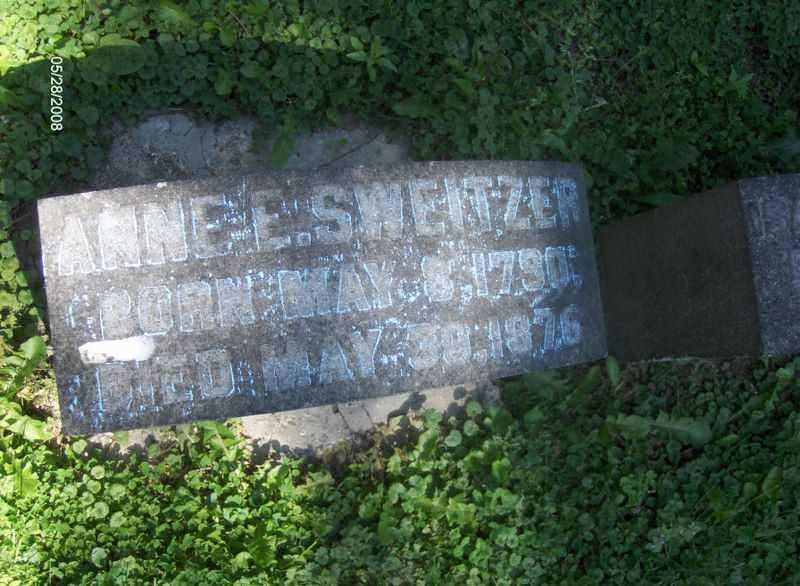 05/28/2008
ANNE E. SWEITZER
BORN MAY. 8, 1790.
DIED MAY. 30, 1876